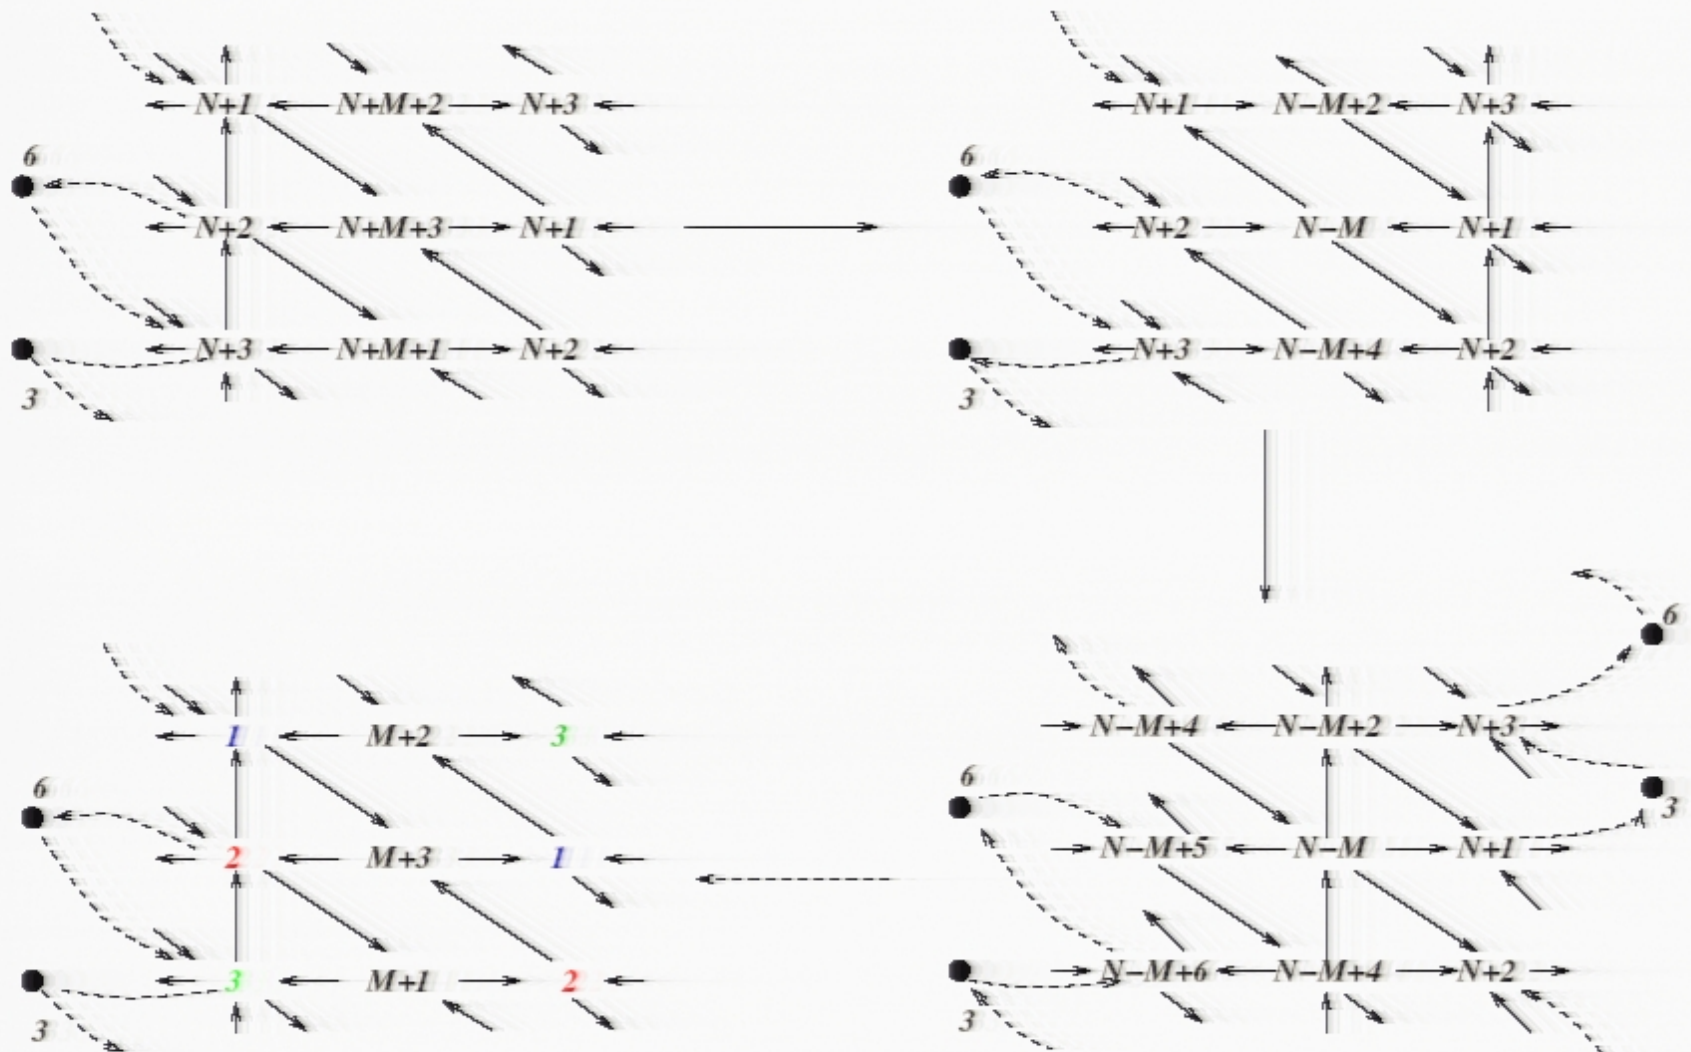 N+1 N+M+2 N+3
6
N+2 N+M+3 N+1
N+3 N+M+1 N+2
3
N+1 N−M+2 N+3
6
N+2 N−M N+1
N+3 N−M+4 N+2
3
1 M+2 3
6
2 M+3 1
3 M+1 2
3
6
N−M+4 N−M+2 N+3
6 3
N−M+5 N−M N+1
N−M+6 N−M+4 N+2
3